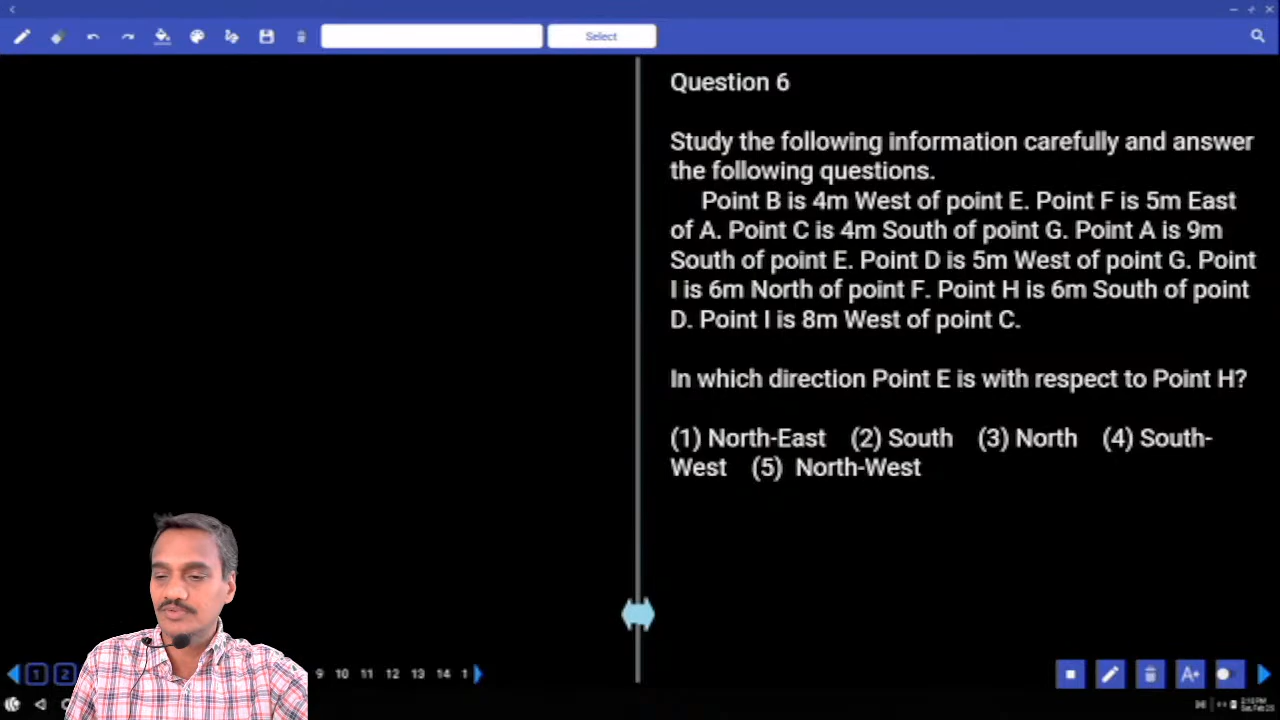 Select
Question 6
Study the following information carefully and answer
the following questions.
Point B is 4m West of point E. Point F is 5m East
of A. Point C is 4m South of point G. Point A is 9m
South of point E. Point D is 5m West of point G. Point
I is 6m North of point F. Point H is 6m South of point
D. Point I is 8m West of point C.
In which direction Point E is with respect to Point H?
(1) North-East (2) South (3) North (4) South-
West (5) North-West
1 2 9 10 11 12 13 14 1
A+